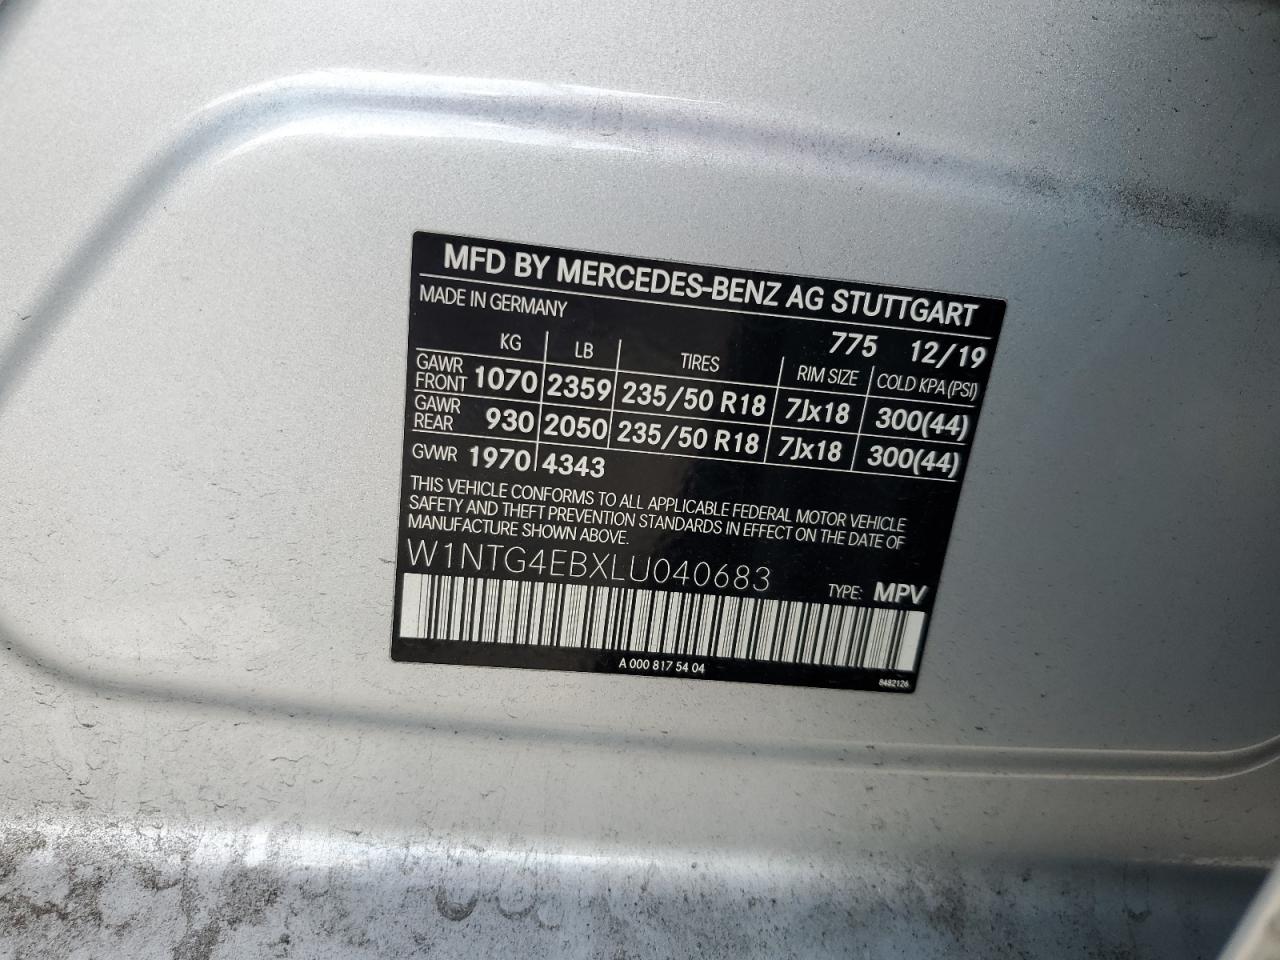 MFD BY MERCEDES-BENZ AG STUTTGART
MADE IN GERMANY
775 12/19
KG LB TIRES RIM SIZE COLD KPA(PSI)
GAWR FRONT 1070 2359 235/50 R18 7Jx18 300(44)
GAWR REAR 930 2050 235/50 R18 7Jx18 300(44)
GVWR 1970 4343
THIS VEHICLE CONFORMS TO ALL APPLICABLE FEDERAL MOTOR VEHICLE
SAFETY AND THEFT PREVENTION STANDARDS IN EFFECT ON THE DATE OF
MANUFACTURE SHOWN ABOVE.
W1NTG4EBXLU040683
TYPE: MPV
A 000 817 54 04
8482126